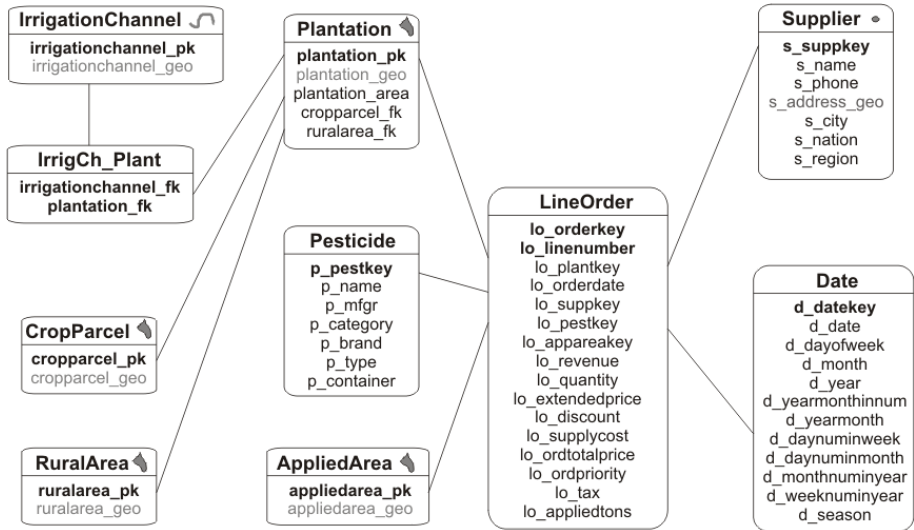 IrrigationChannel
irrigationchannel_pk
irrigationchannel_geo
IrrigCh_Plant
irrigationchannel_fk
plantation_fk
CropParcel
cropparcel_pk
cropparcel_geo
RuralArea
ruralarea_pk
ruralarea_geo
Plantation
plantation_pk
plantation_geo
plantation_area
cropparcel_fk
ruralarea_fk
Pesticide
p_pestkey
p_name
p_mfgr
p_category
p_brand
p_type
p_container
AppliedArea
appliedarea_pk
appliedarea_geo
LineOrder
lo_orderkey
lo_linenumber
lo_plantkey
lo_orderdate
lo_suppkey
lo_pestkey
lo_appareakey
lo_revenue
lo_quantity
lo_extendedprice
lo_discount
lo_supplycost
lo_ordtotalprice
lo_ordpriority
lo_tax
lo_appliedtons
Supplier
s_suppkey
s_name
s_phone
s_address_geo
s_city
s_nation
s_region
Date
d_datekey
d_date
d_dayofweek
d_month
d_year
d_yearmonthinnum
d_yearmonth
d_daynuminweek
d_daynuminmonth
d_monthnuminyear
d_weeknuminyear
d_season